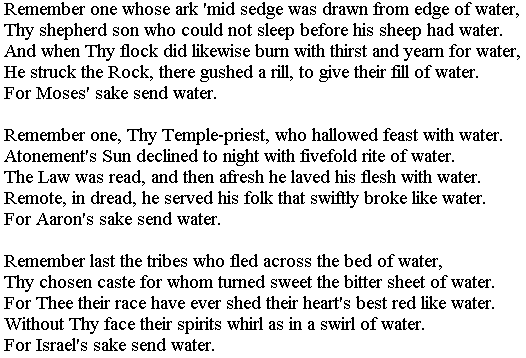 Remember one whose ark 'mid sedge was drawn from edge of water,
Thy shepherd son who could not sleep before his sheep had water.
And when Thy flock did likewise burn with thirst and yearn for water,
He struck the Rock, there gushed a rill, to give their fill of water.
For Moses' sake send water.

Remember one, Thy Temple-priest, who hallowed feast with water.
Atonement's Sun declined to night with fivefold rite of water.
The Law was read, and then afresh he laved his flesh with water.
Remote, in dread, he served his folk that swiftly broke like water.
For Aaron's sake send water.

Remember last the tribes who fled across the bed of water,
Thy chosen caste for whom turned sweet the bitter sheet of water.
For Thee their race have ever shed their heart's best red like water.
Without Thy face their spirits whirl as in a swirl of water.
For Israel's sake send water.